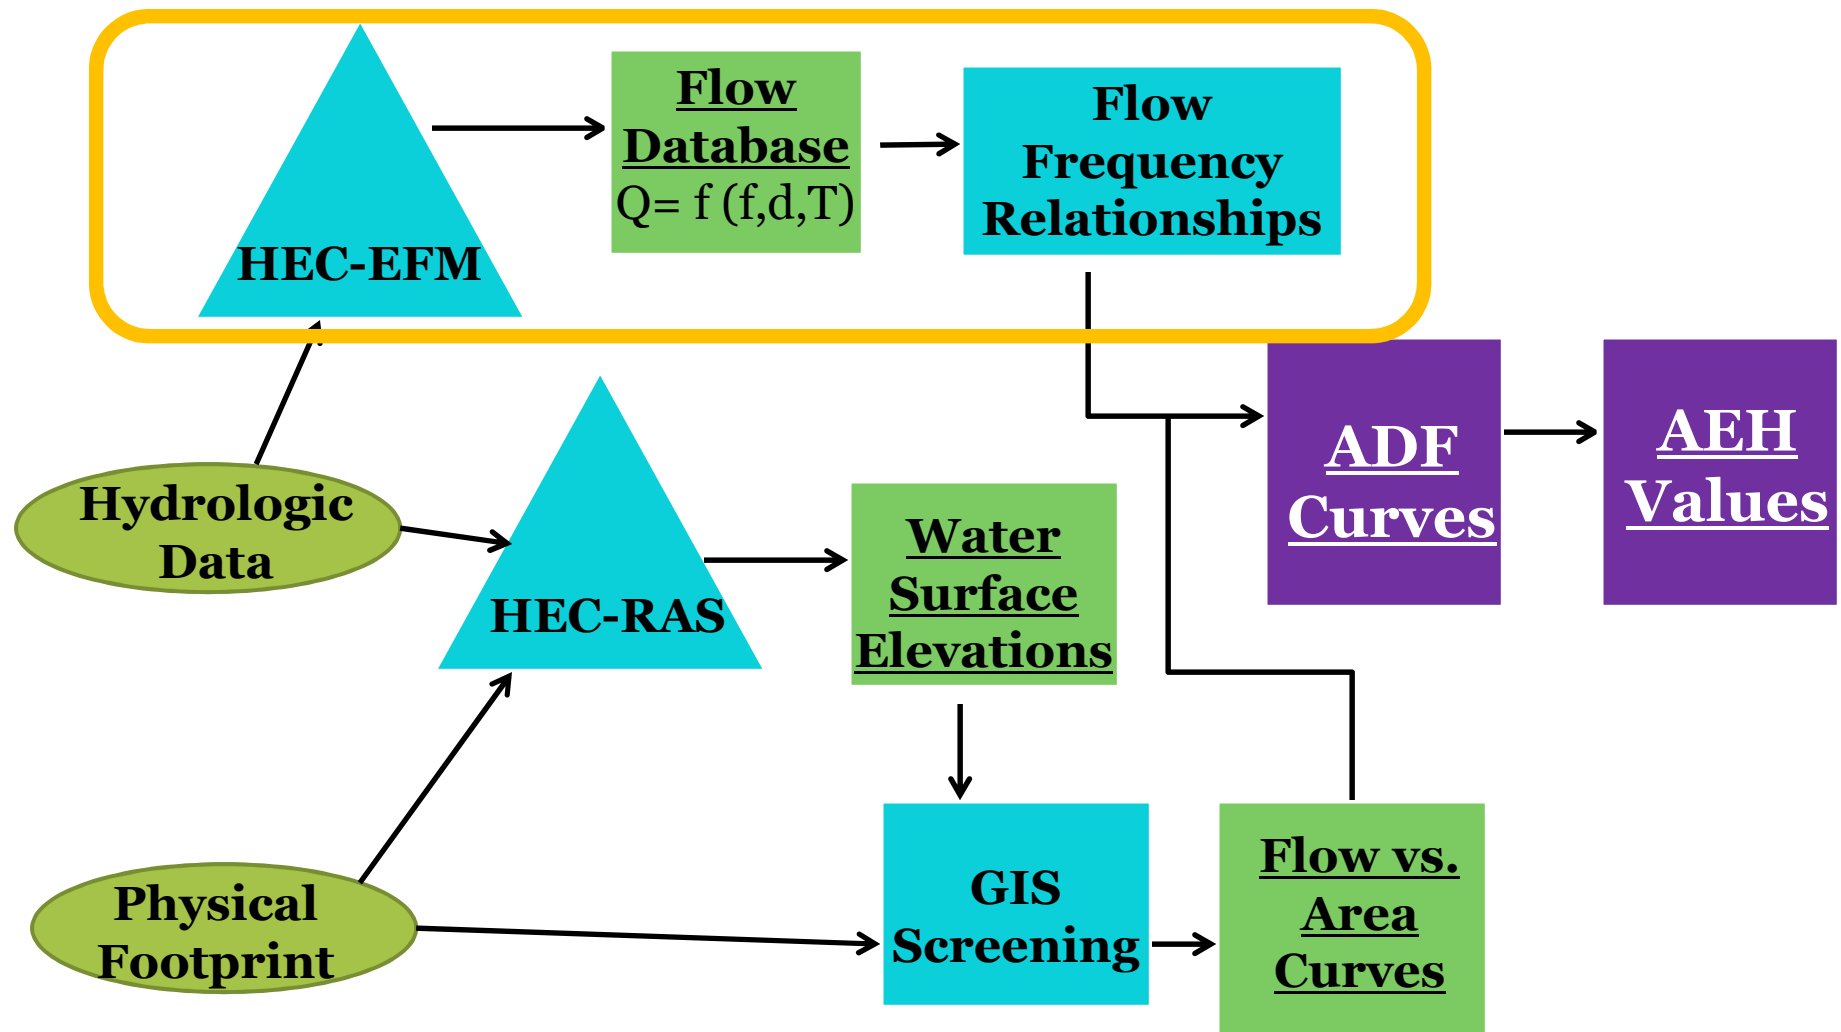 Flow
Database
Q= f (f,d,T)
Flow
Frequency
Relationships
HEC-EFM
ADF
Curves
AEH
Values
Hydrologic
Data
HEC-RAS
Water
Surface
Elevations
Physical
Footprint
GIS
Screening
Flow vs.
Area
Curves